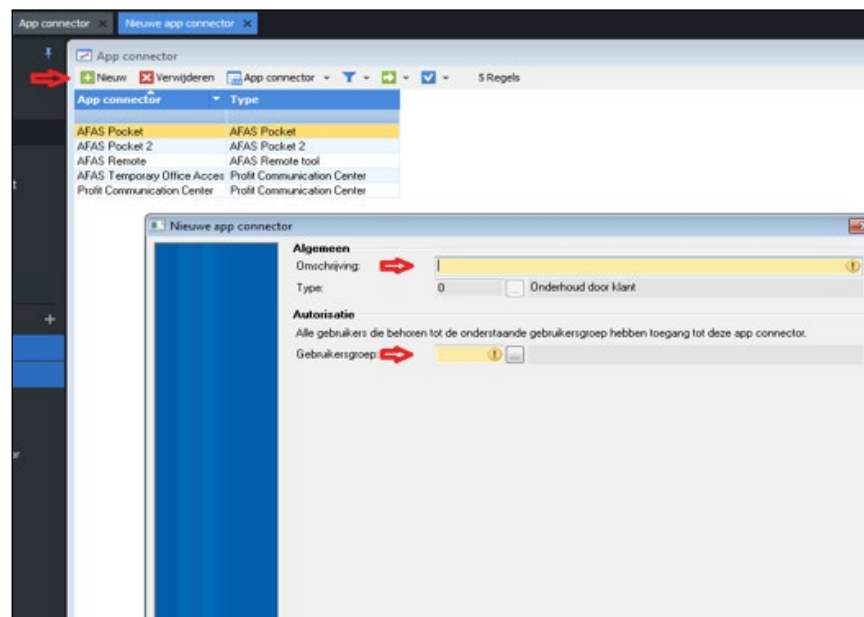 App connector Nieuwe app connector
App connector
Nieuw Verwijderen App connector 5 Regels
App connector Type
AFAS Pocket AFAS Pocket
AFAS Pocket 2 AFAS Pocket 2
AFAS Remote AFAS Remote tool
AFAS Temporary Office Acces Profit Communication Center
Profit Communication Center Profit Communication Center
Nieuwe app connector
Algemeen
Omschrijving:
Type: 0 ... Onderhoud door klant
Autorisatie
Alle gebruikers die behoren tot de onderstaande gebruikersgroep hebben toegang tot deze app connector.
Gebruikersgroep: ...